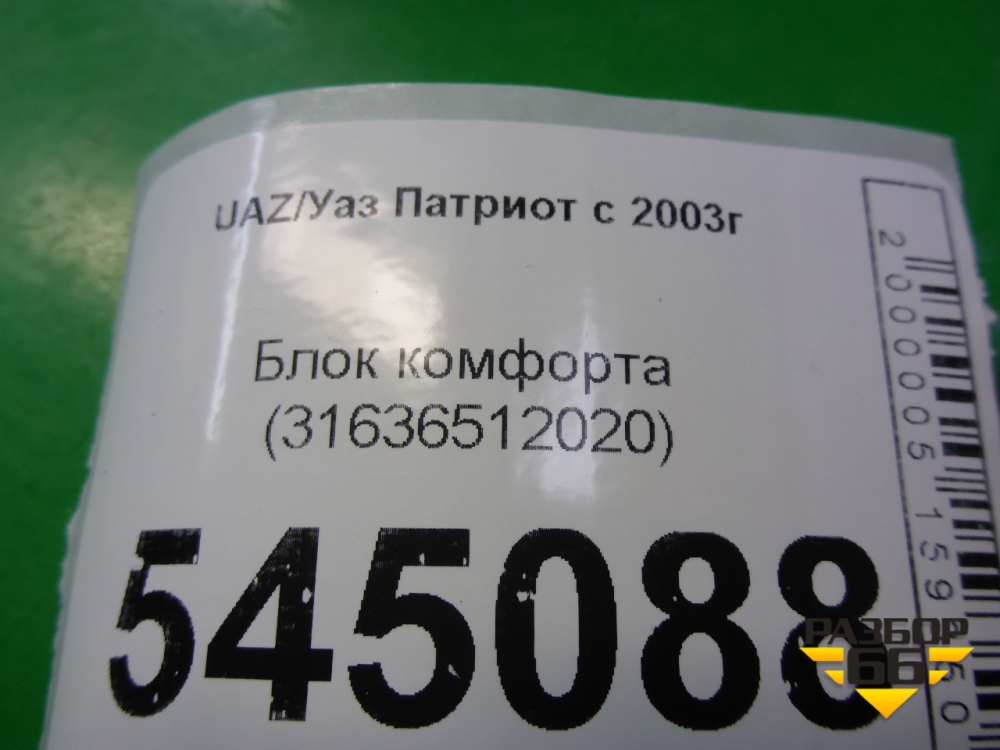 UAZ/Уаз Патриот с 2003г
Блок комфорта
(31636512020)
545088
РАЗБОР
66